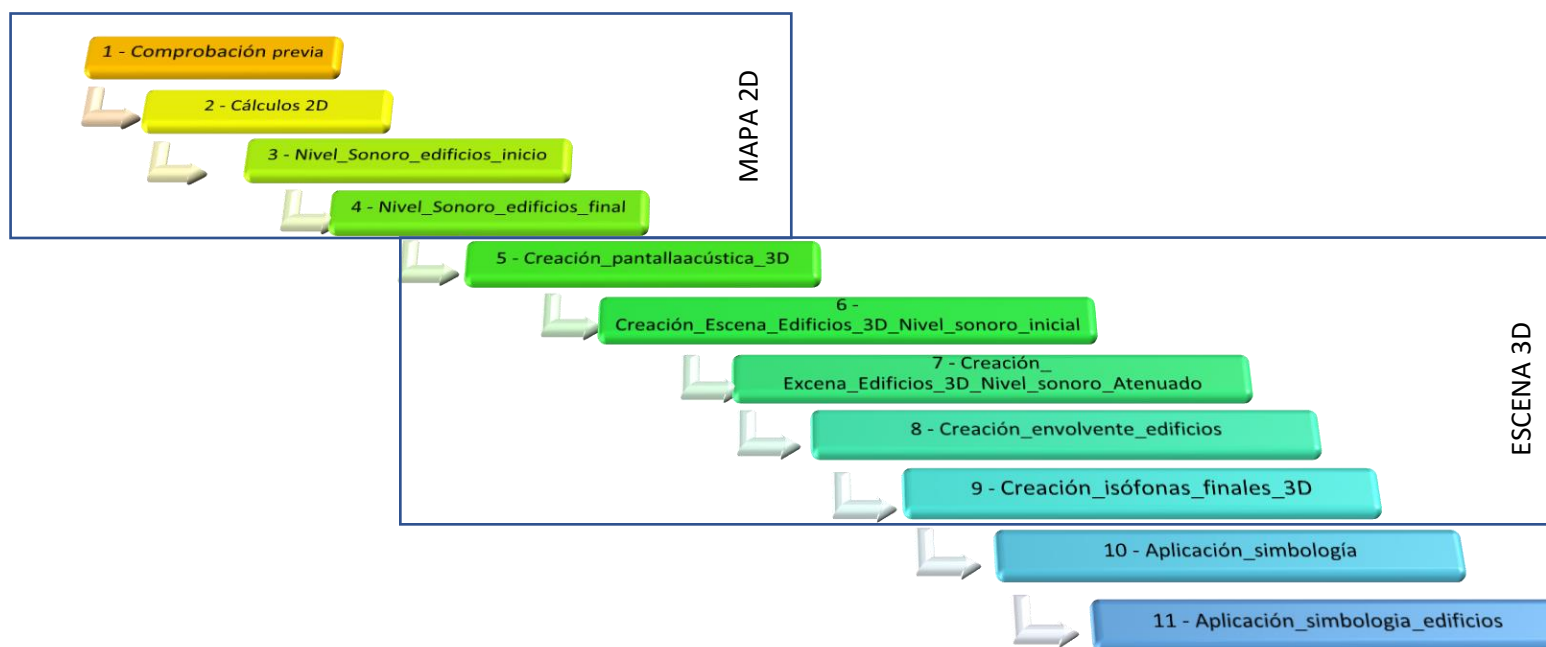 1 - Comprobación previa
2 - Cálculos 2D
3 - Nivel_Sonoro_edificios_inicio
4 - Nivel_Sonoro_edificios_final
MAPA 2D
5 - Creación_pantallaacústica_3D
6 -
Creación_Escena_Edificios_3D_Nivel_sonoro_inicial
7 - Creación_
Excena_Edificios_3D_Nivel_sonoro_Atenuado
8 - Creación_envolvente_edificios
9 - Creación_isófonas_finales_3D
ESCENA 3D
10 - Aplicación_simbología
11 - Aplicación_simbologia_edificios